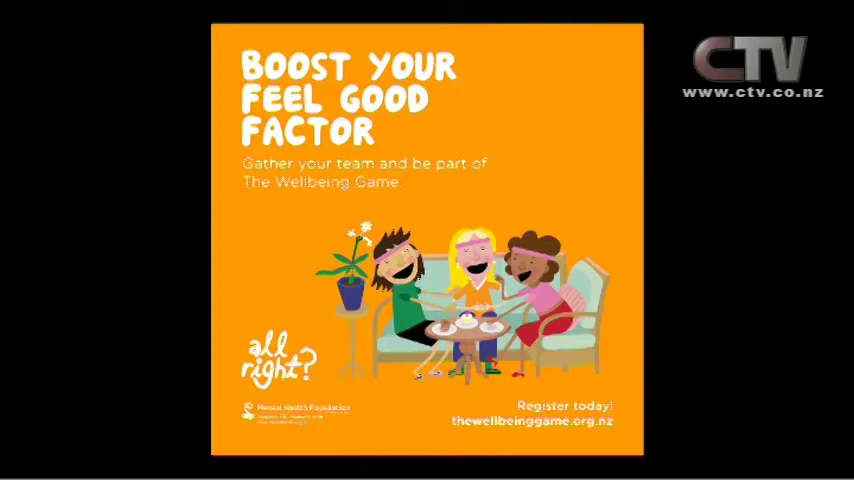 BOOST YOUR
FEEL GOOD
FACTOR
Gather your team and be part of
The Wellbeing Game.
all
right?
Mental Health Foundation
Register today!
thewellbeinggame.org.nz
CTV
www.ctv.co.nz